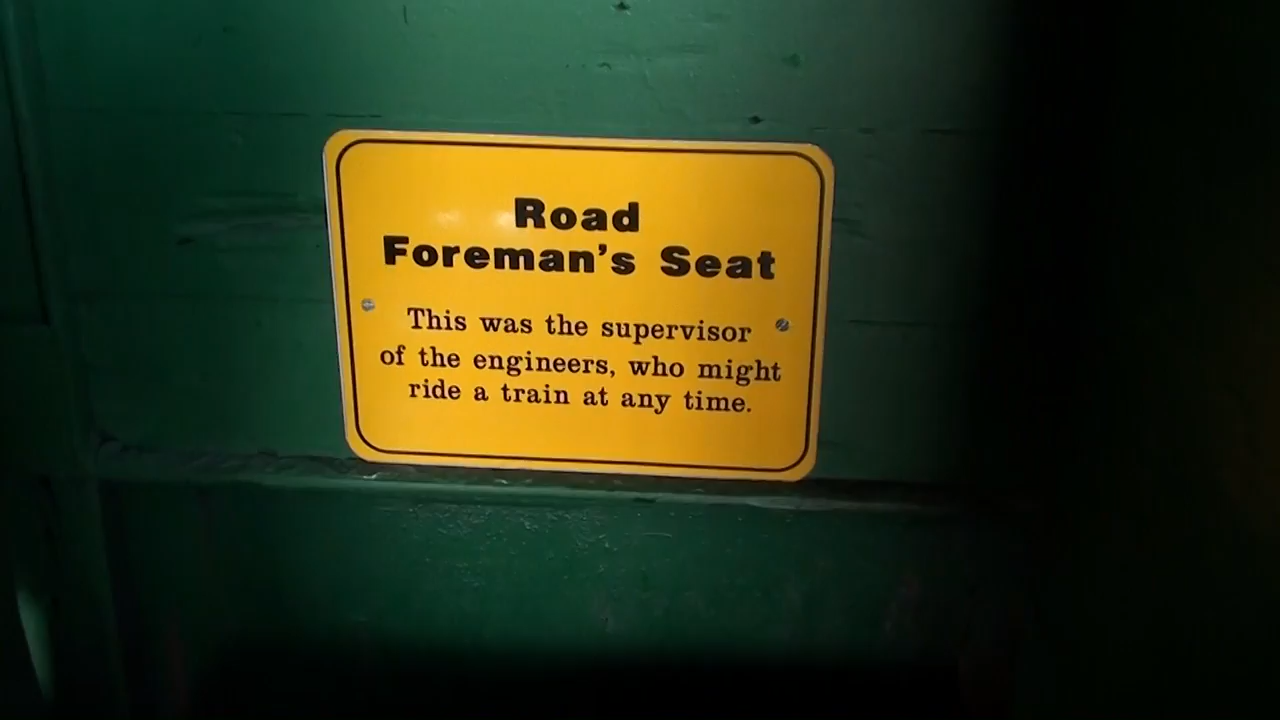 Road
Foreman's Seat
This was the supervisor
of the engineers, who might
ride a train at any time.